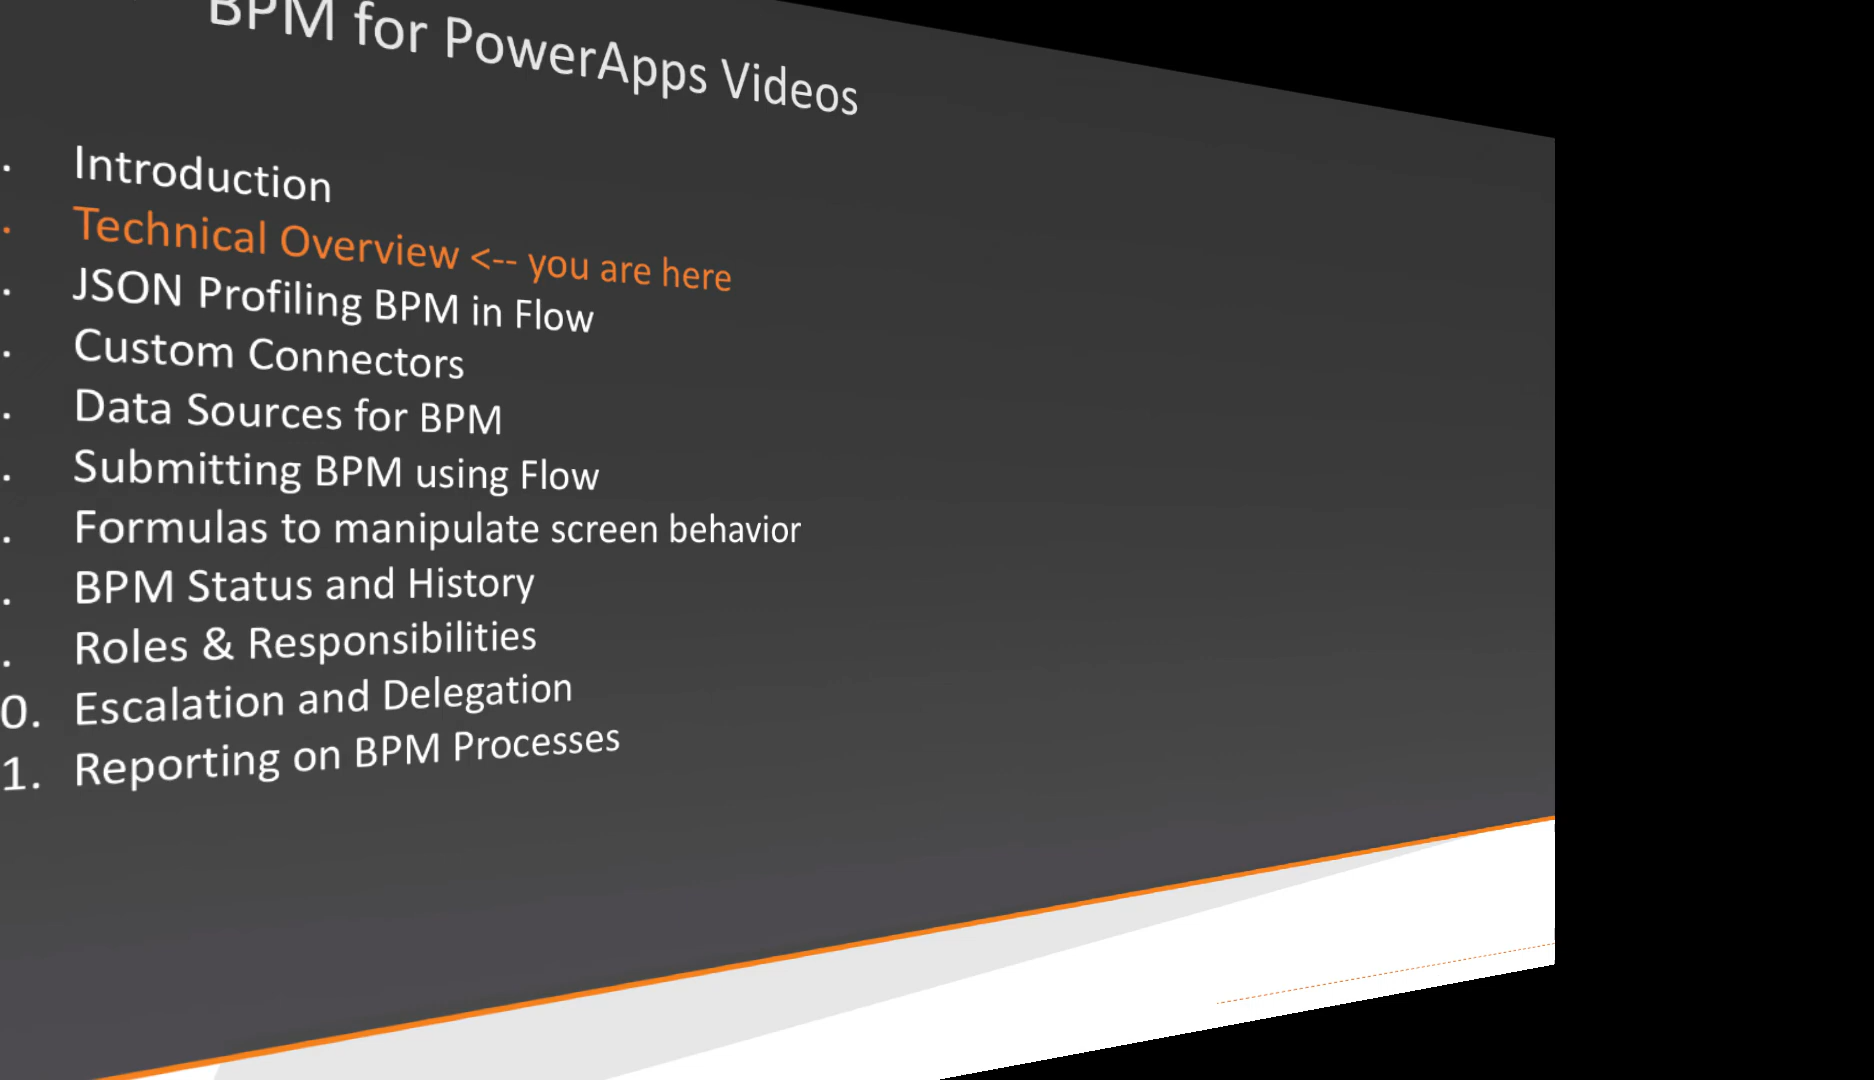 BPM for PowerApps Videos
. Introduction
. Technical Overview <-- you are here
. JSON Profiling BPM in Flow
. Custom Connectors
. Data Sources for BPM
. Submitting BPM using Flow
. Formulas to manipulate screen behavior
. BPM Status and History
. Roles & Responsibilities
0. Escalation and Delegation
1. Reporting on BPM Processes